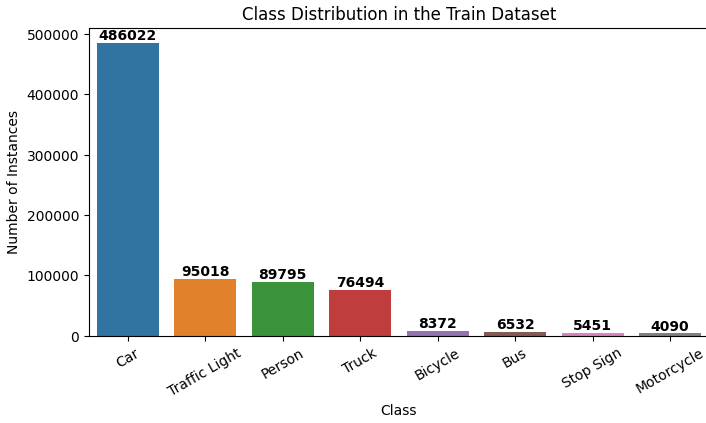 Class Distribution in the Train Dataset
Number of Instances
500000
400000
300000
200000
100000
0
486022
95018
89795
76494
8372
6532
5451
4090
Car
Traffic Light
Person
Truck
Bicycle
Bus
Stop Sign
Motorcycle
Class